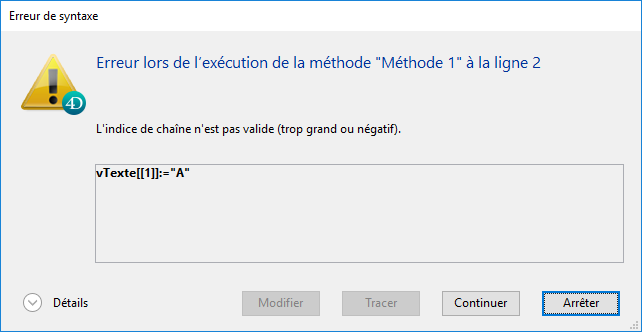 Erreur de syntaxe
Erreur lors de l’exécution de la méthode "Méthode 1" à la ligne 2
4D
L'indice de chaîne n'est pas valide (trop grand ou négatif).
vTexte[[1]]:="A"
Détails
Modifier
Tracer
Continuer
Arrêter